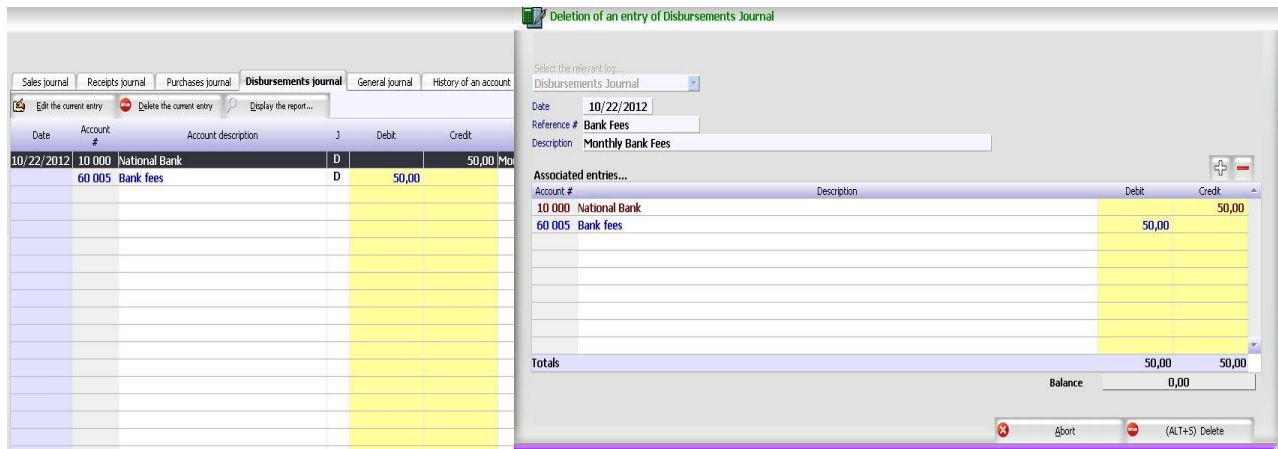 Deletion of an entry of Disbursements Journal
Sales journal Receipts journal Purchases journal Disbursements journal General journal History of an account
Edit the current entry Delete the current entry Display the report...
Date Account # Account description J Debit Credit
10/22/2012 10 000 National Bank D 50,00 Mo
60 005 Bank fees D 50,00
Select the relevant log...
Disbursements Journal
Date 10/22/2012
Reference # Bank Fees
Description Monthly Bank Fees
Associated entries...
Account # Description Debit Credit
10 000 National Bank 50,00
60 005 Bank fees 50,00
Totals 50,00 50,00
Balance 0,00
Abort (ALT+S) Delete